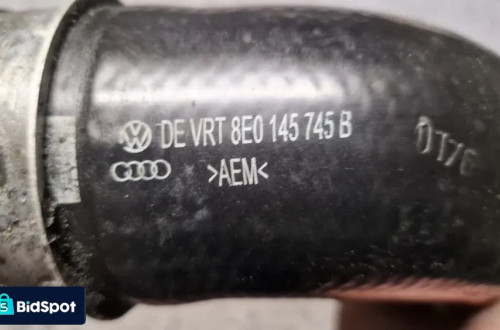 DE VRT 8E0 145 745 B
>AEM<
BidSpot